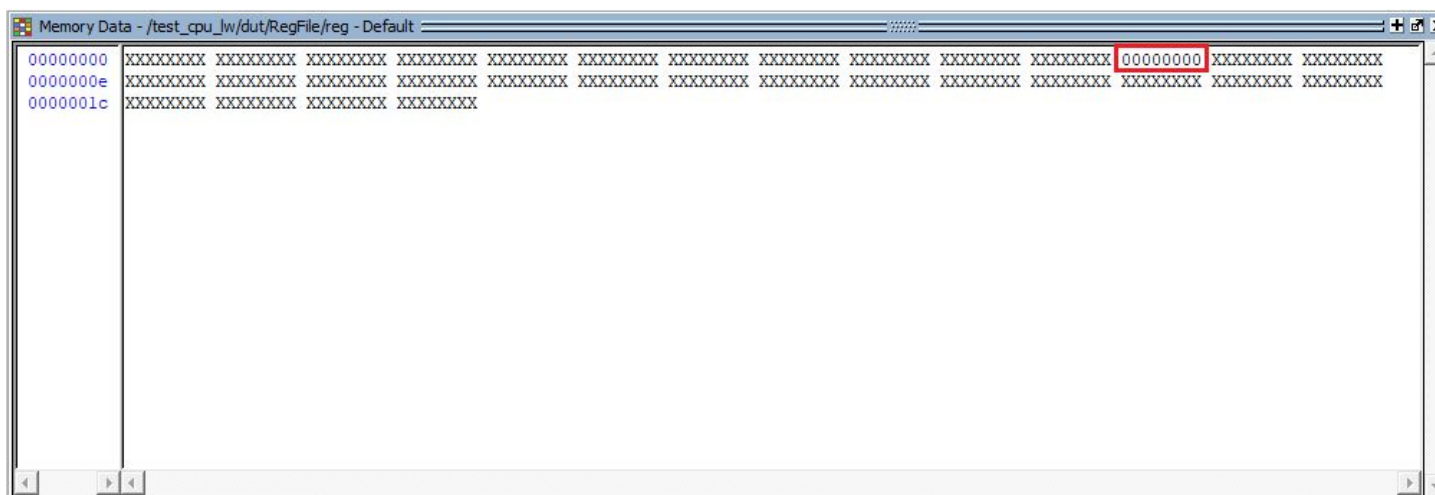 Memory Data - /test_cpu_lw/dut/RegFile/reg - Default
00000000 XXXXXXXX XXXXXXXX XXXXXXXX XXXXXXXX XXXXXXXX XXXXXXXX XXXXXXXX XXXXXXXX XXXXXXXX XXXXXXXX XXXXXXXX 00000000 XXXXXXXX XXXXXXXX
0000000e XXXXXXXX XXXXXXXX XXXXXXXX XXXXXXXX XXXXXXXX XXXXXXXX XXXXXXXX XXXXXXXX XXXXXXXX XXXXXXXX XXXXXXXX XXXXXXXX XXXXXXXX XXXXXXXX
0000001c XXXXXXXX XXXXXXXX XXXXXXXX XXXXXXXX